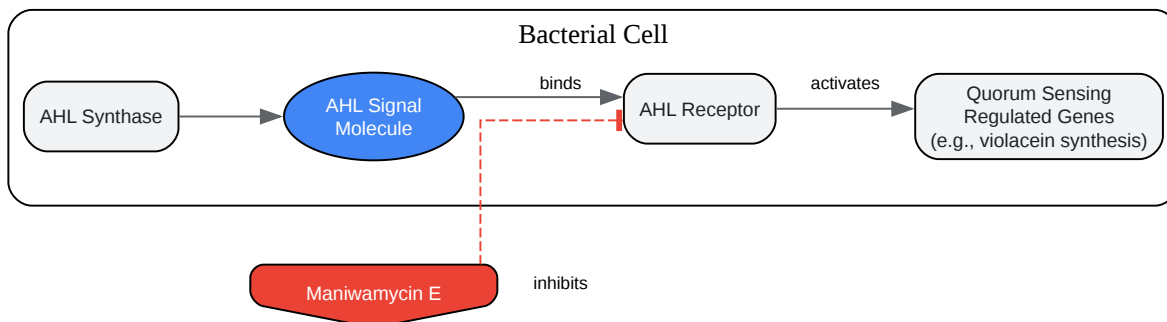 Bacterial Cell
AHL Synthase
AHL Signal
Molecule
binds
AHL Receptor
activates
Quorum Sensing
Regulated Genes
(e.g., violacein synthesis)
Maniwamycin E
inhibits